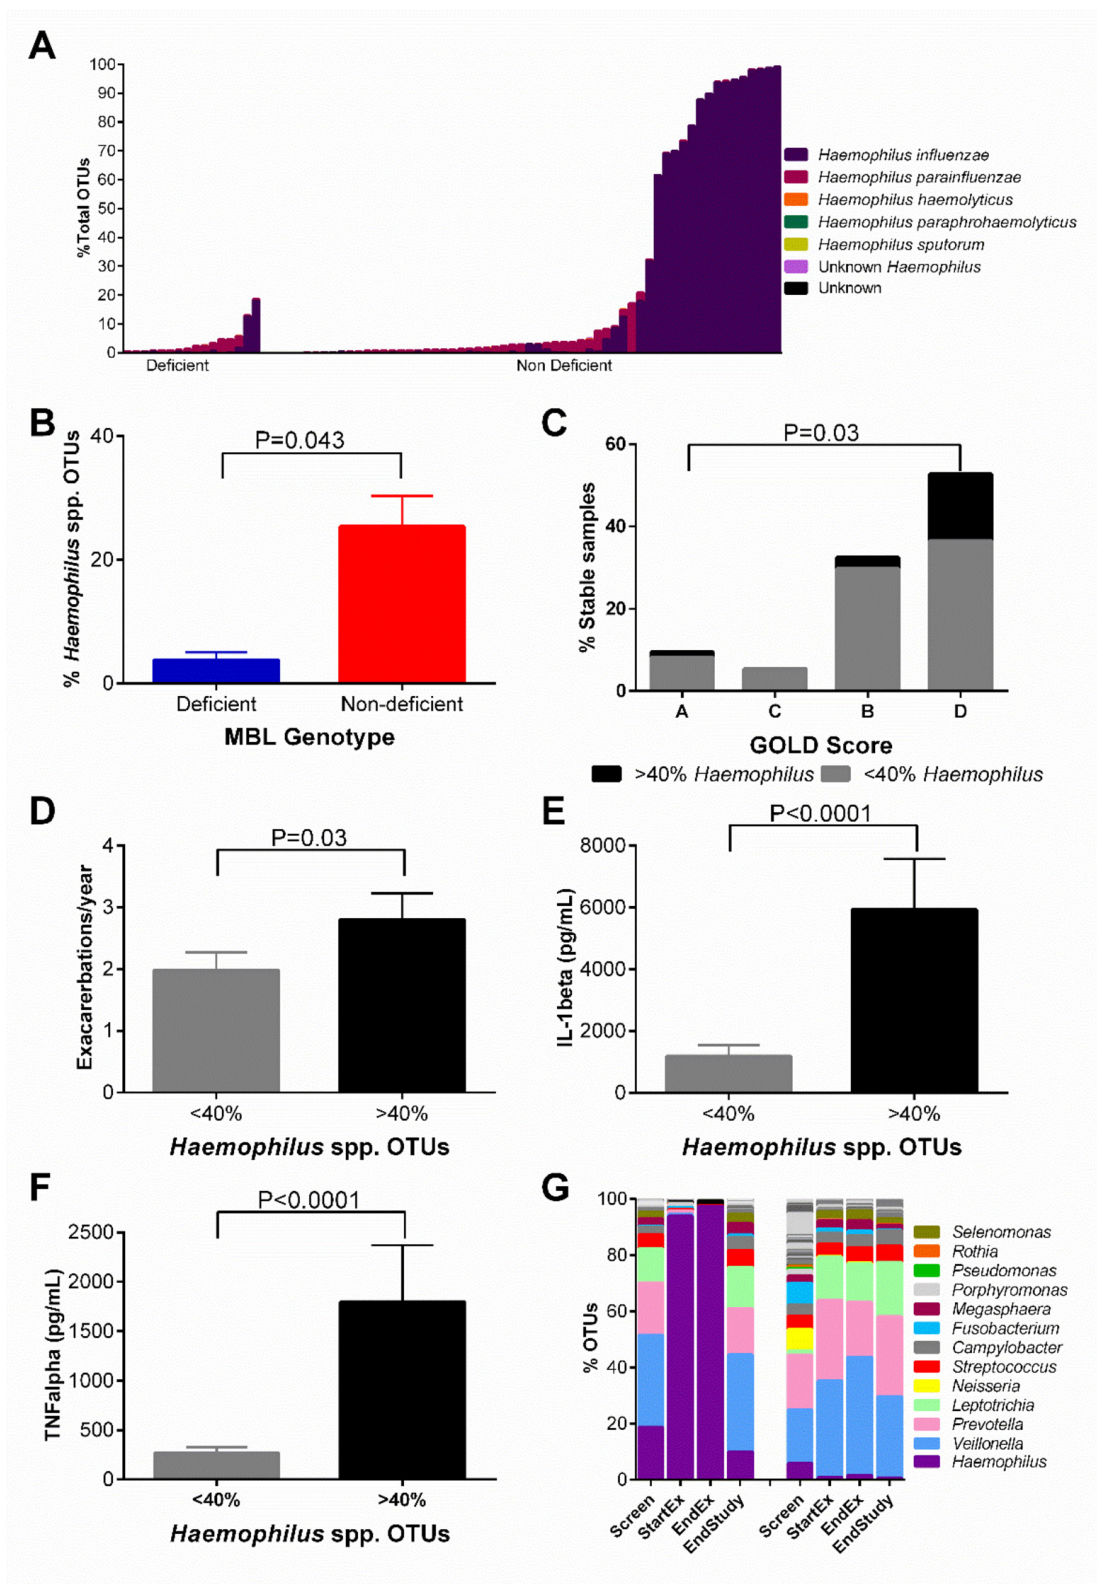 A
100
90
80
70
60
50
40
30
20
10
0
%Total OTUs
Deficient
Non Deficient
Haemophilus influenzae
Haemophilus parainfluenzae
Haemophilus haemolyticus
Haemophilus paraphrohaemolyticus
Haemophilus sputorum
Unknown Haemophilus
Unknown
B
% Haemophilus spp. OTUs
40
20
0
P=0.043
Deficient
Non-deficient
MBL Genotype
C
% Stable samples
60
40
20
0
P=0.03
A
C
B
D
GOLD Score
>40% Haemophilus
<40% Haemophilus
D
Exacarerbations/year
4
3
2
1
0
P=0.03
<40%
>40%
Haemophilus spp. OTUs
E
IL-1beta (pg/mL)
8000
6000
4000
2000
0
P<0.0001
<40%
>40%
Haemophilus spp. OTUs
F
TNFalpha (pg/mL)
2500
2000
1500
1000
500
0
P<0.0001
<40%
>40%
Haemophilus spp. OTUs
G
% OTUs
100
80
60
40
20
0
Screen
StartEx
EndEx
EndStudy
Screen
StartEx
EndEx
EndStudy
Selenomonas
Rothia
Pseudomonas
Porphyromonas
Megasphaera
Fusobacterium
Campylobacter
Streptococcus
Neisseria
Leptotrichia
Prevotella
Veillonella
Haemophilus